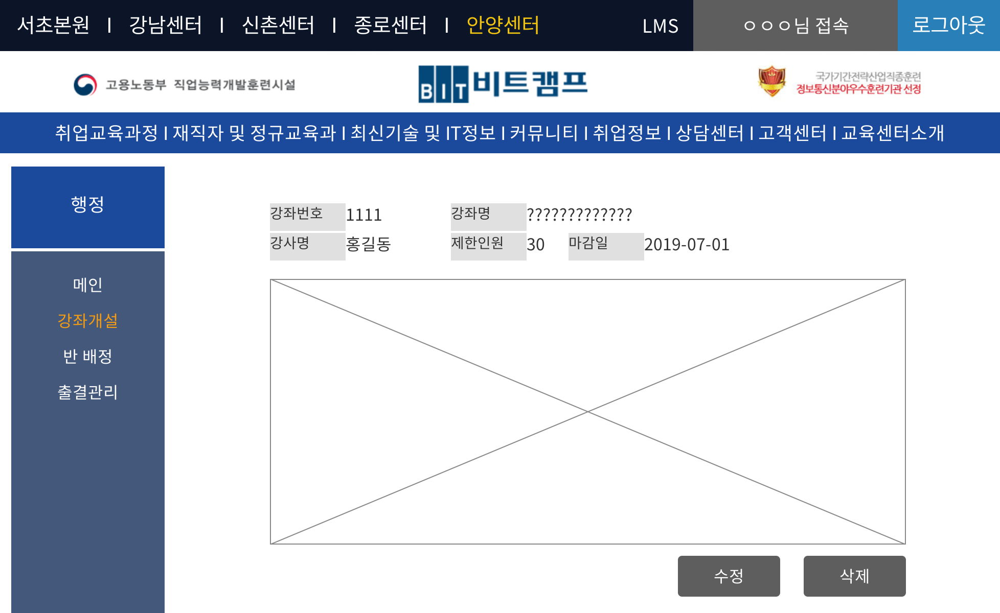 서초본원 I 강남센터 I 신촌센터 I 종로센터 I 안양센터 LMS ㅇㅇㅇ님 접속 로그아웃
고용노동부 직업능력개발훈련시설
BIT 비트캠프
국가기간전략산업직종훈련
정보통신분야우수훈련기관 선정
취업교육과정 I 재직자 및 정규교육과 I 최신기술 및 IT정보 I 커뮤니티 I 취업정보 I 상담센터 I 고객센터 I 교육센터소개
행정
메인
강좌개설
반 배정
출결관리
강좌번호 1111 강좌명 ?????????????
강사명 홍길동 제한인원 30 마감일 2019-07-01
수정 삭제